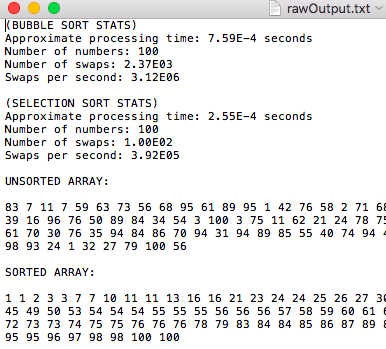 rawOutput.txt
(BUBBLE SORT STATS)
Approximate processing time: 7.59E-4 seconds
Number of numbers: 100
Number of swaps: 2.37E03
Swaps per second: 3.12E06
(SELECTION SORT STATS)
Approximate processing time: 2.55E-4 seconds
Number of numbers: 100
Number of swaps: 1.00E02
Swaps per second: 3.92E05
UNSORTED ARRAY:
83 7 11 7 59 63 73 56 68 95 61 89 95 1 42 76 58 2 71 68
39 16 96 76 50 89 84 34 54 3 100 3 75 11 62 21 24 78 75
61 70 30 76 35 94 84 86 70 94 31 94 89 85 55 40 74 94
98 93 24 1 32 27 79 100 56
SORTED ARRAY:
1 1 2 3 3 7 7 10 11 11 13 16 16 21 23 24 24 25 26 27
45 49 50 53 54 54 54 55 55 55 56 56 56 57 58 59 60 61
72 73 73 74 75 75 76 76 76 78 79 83 84 84 85 86 87 89
95 95 96 97 98 98 100 100